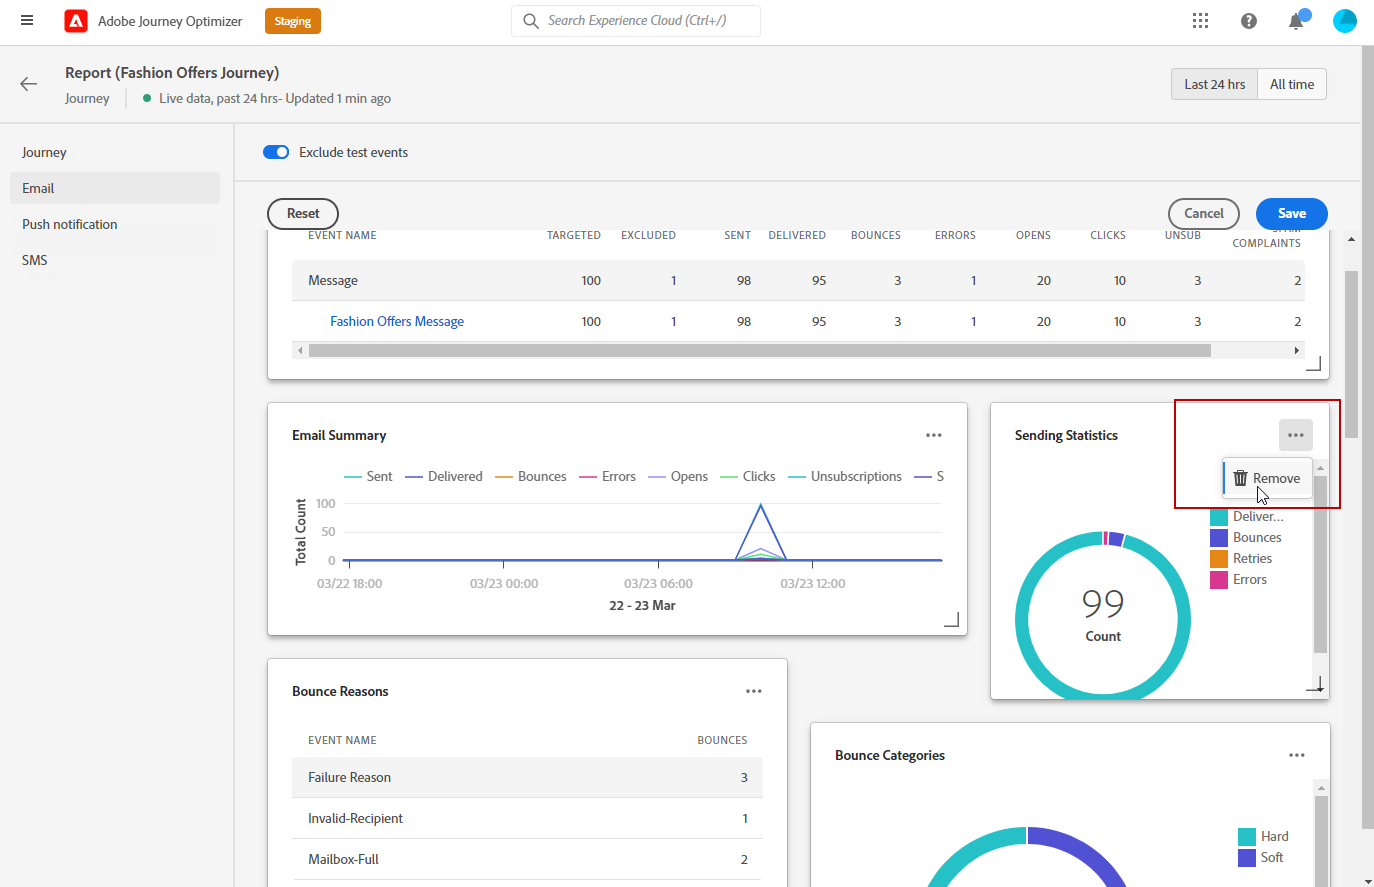 Adobe Journey Optimizer
Staging
Search Experience Cloud (Ctrl+/)
Report (Fashion Offers Journey)
Journey
Live data, past 24 hrs- Updated 1 min ago
Last 24 hrs
All time
Journey
Email
Push notification
SMS
Exclude test events
Reset
Cancel
Save
EVENT NAME TARGETED EXCLUDED SENT DELIVERED BOUNCES ERRORS OPENS CLICKS UNSUB SPAM COMPLAINTS
Message 100 1 98 95 3 1 20 10 3 2
Fashion Offers Message 100 1 98 95 3 1 20 10 3 2
Email Summary
Sent Delivered Bounces Errors Opens Clicks Unsubscriptions S
Total Count
100
50
0
03/22 18:00 03/23 00:00 03/23 06:00 03/23 12:00
22 - 23 Mar
Sending Statistics
Remove
Deliver...
Bounces
Retries
Errors
99
Count
Bounce Reasons
EVENT NAME BOUNCES
Failure Reason 3
Invalid-Recipient 1
Mailbox-Full 2
Bounce Categories
Hard
Soft